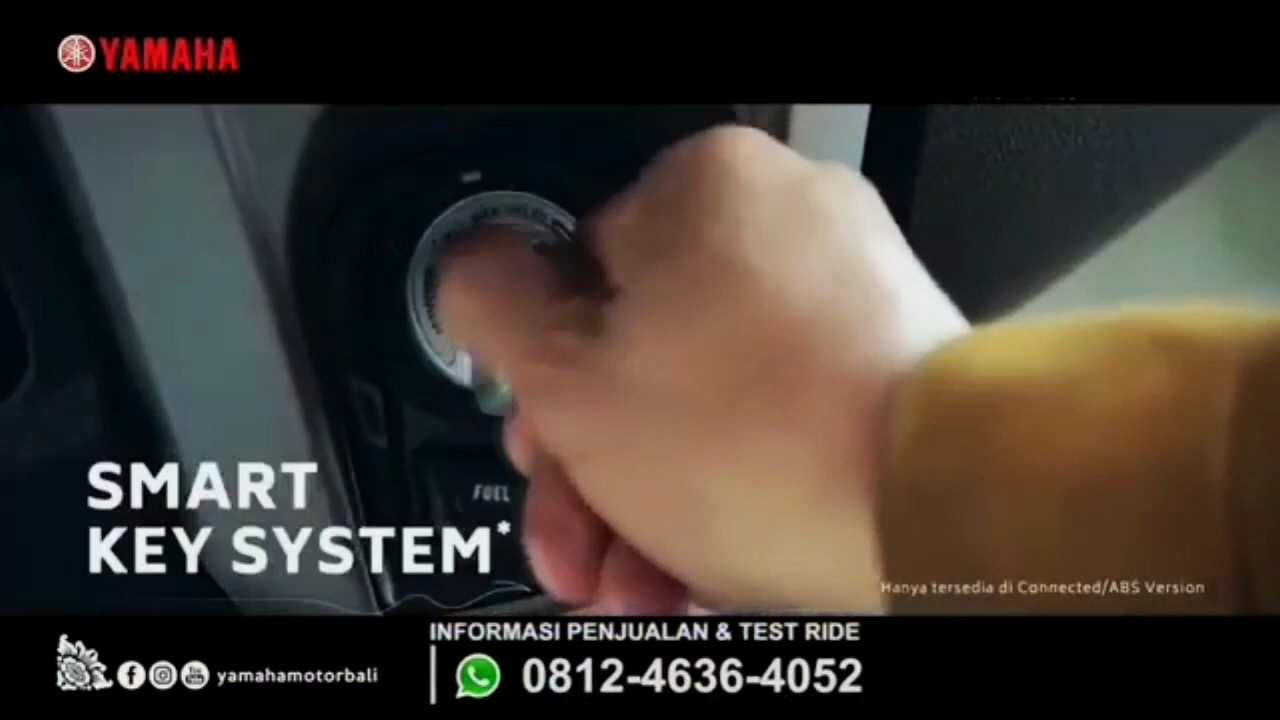 YAMAHA
SMART
FUEL
KEY SYSTEM*
Hanya tersedia di Connected/ABS Version
INFORMASI PENJUALAN & TEST RIDE
yamahamotorbali
0812-4636-4052